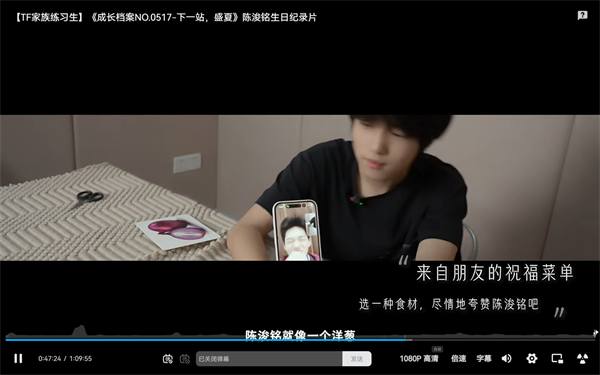 【TF家族练习生】《成长档案NO.0517-下一站，盛夏》陈浚铭生日纪录片
“
来自朋友的祝福菜单
选一种食材，尽情地夸赞陈浚铭吧
”
陈浚铭就像一个洋葱
0:47:24 / 1:09:55
已关闭弹幕
发送
1080P 高清
倍速
字幕